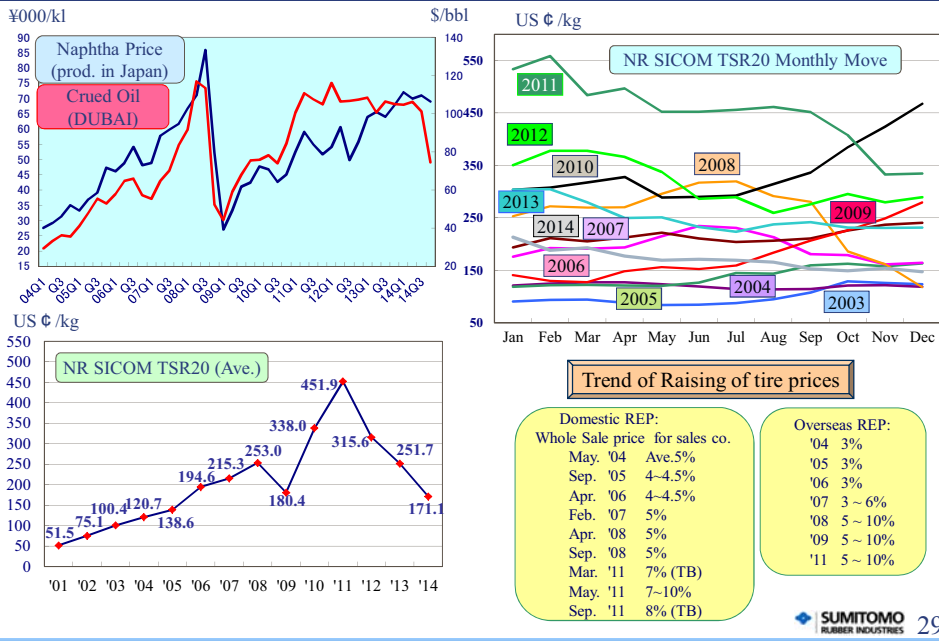 ¥000/kl
$/bbl
90
85
80
75
70
65
60
55
50
45
40
35
30
25
20
15
140
120
100
80
60
40
20
Naphtha Price
(prod. in Japan)
Crued Oil
(DUBAI)
04Q1
Q3
05Q1
Q3
06Q1
Q3
07Q1
Q3
08Q1
Q3
09Q1
Q3
10Q1
Q3
11Q1
Q3
12Q1
Q3
13Q1
Q3
14Q1
14Q3
US ¢ /kg
NR SICOM TSR20 Monthly Move
550
450
350
250
150
50
2011
2012
2010
2008
2013
2009
2014
2007
2006
2004
2005
2003
Jan Feb Mar Apr May Jun Jul Aug Sep Oct Nov Dec
US ¢ /kg
550
500
450
400
350
300
250
200
150
100
50
0
NR SICOM TSR20 (Ave.)
51.5
75.1
100.4
120.7
138.6
194.6
215.3
253.0
180.4
338.0
451.9
315.6
251.7
171.1
'01 '02 '03 '04 '05 '06 '07 '08 '09 '10 '11 '12 '13 '14
Trend of Raising of tire prices
Domestic REP:
Whole Sale price for sales co.
May. '04 Ave.5%
Sep. '05 4~4.5%
Apr. '06 4~4.5%
Feb. '07 5%
Apr. '08 5%
Sep. '08 5%
Mar. '11 7% (TB)
May. '11 7~10%
Sep. '11 8% (TB)
Overseas REP:
'04 3%
'05 3%
'06 3%
'07 3 ~ 6%
'08 5 ~ 10%
'09 5 ~ 10%
'11 5 ~ 10%
SUMITOMO
RUBBER INDUSTRIES
29